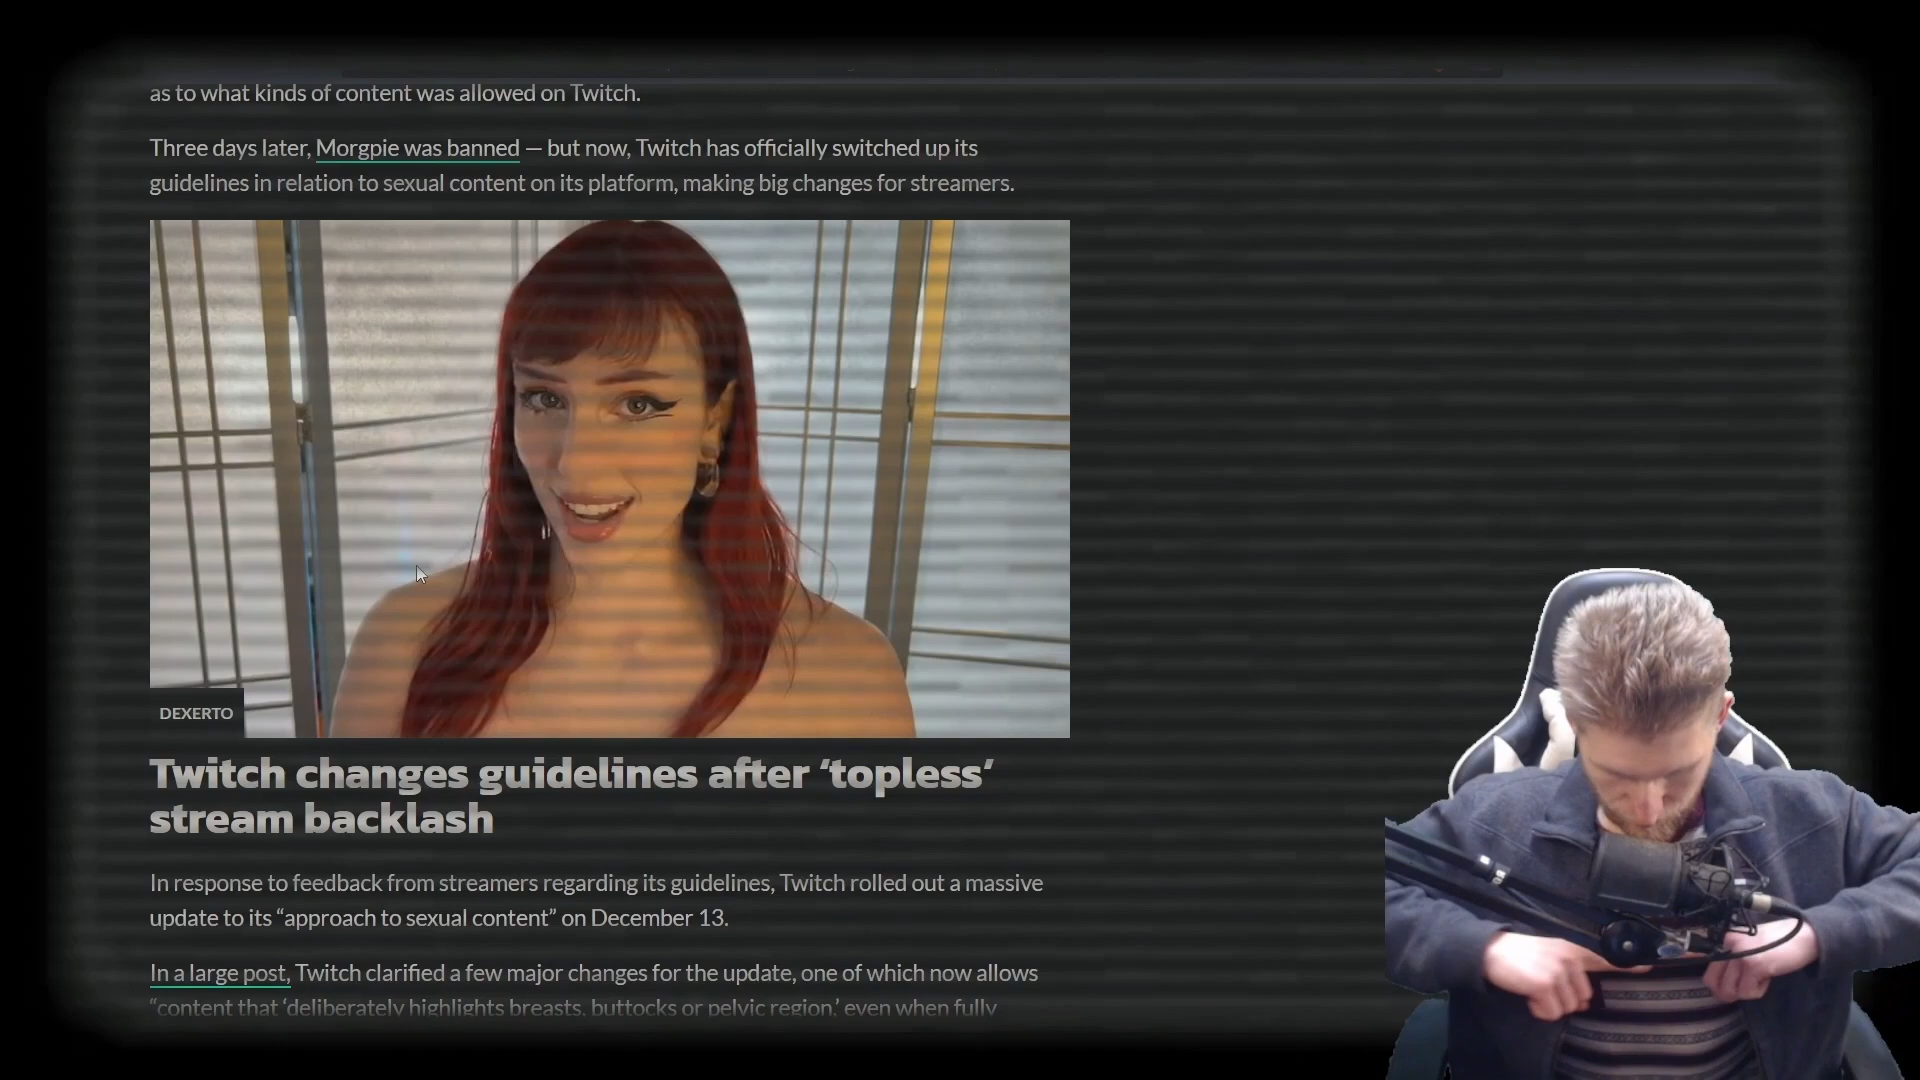 as to what kinds of content was allowed on Twitch.
Three days later, Morgpie was banned — but now, Twitch has officially switched up its
guidelines in relation to sexual content on its platform, making big changes for streamers.
DEXERTO
Twitch changes guidelines after ‘topless’
stream backlash
In response to feedback from streamers regarding its guidelines, Twitch rolled out a massive
update to its “approach to sexual content” on December 13.
In a large post, Twitch clarified a few major changes for the update, one of which now allows
“content that ‘deliberately highlights breasts, buttocks or pelvic region,’ even when fully